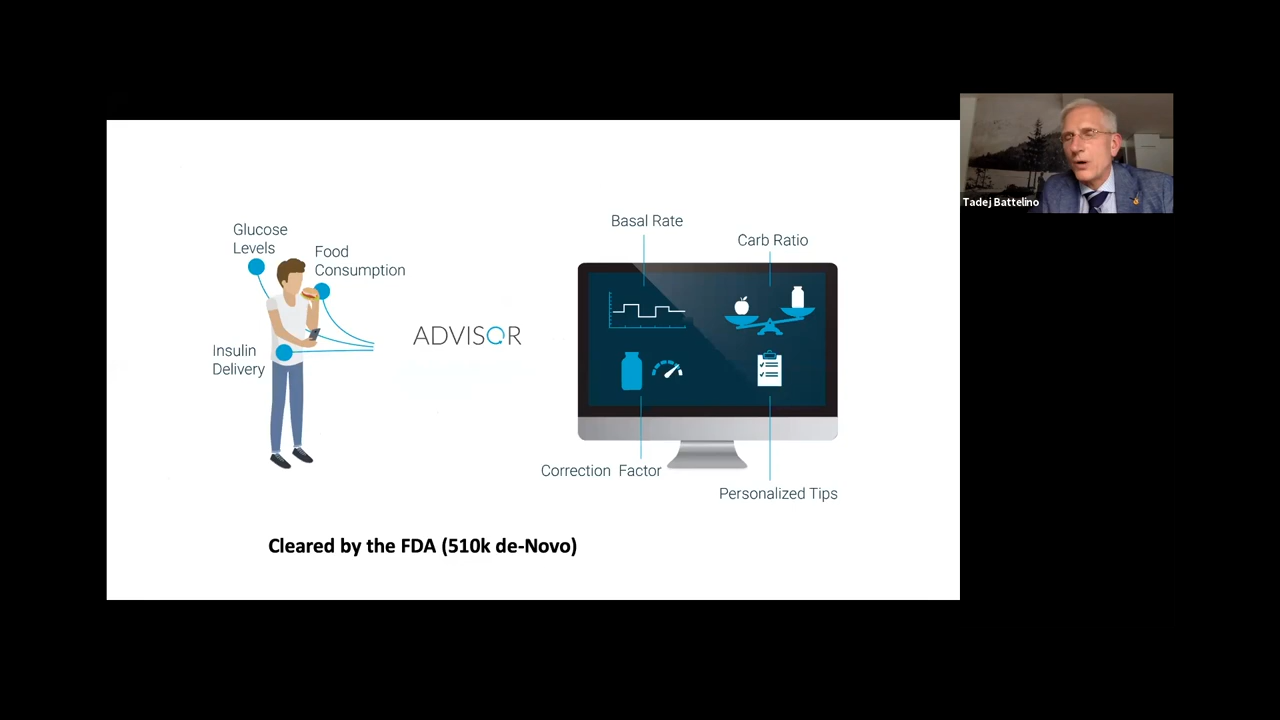 Glucose
Levels
Food
Consumption
Insulin
Delivery
ADVISOR
Basal Rate
Carb Ratio
Correction Factor
Personalized Tips
Cleared by the FDA (510k de-Novo)
Tadej Battelino